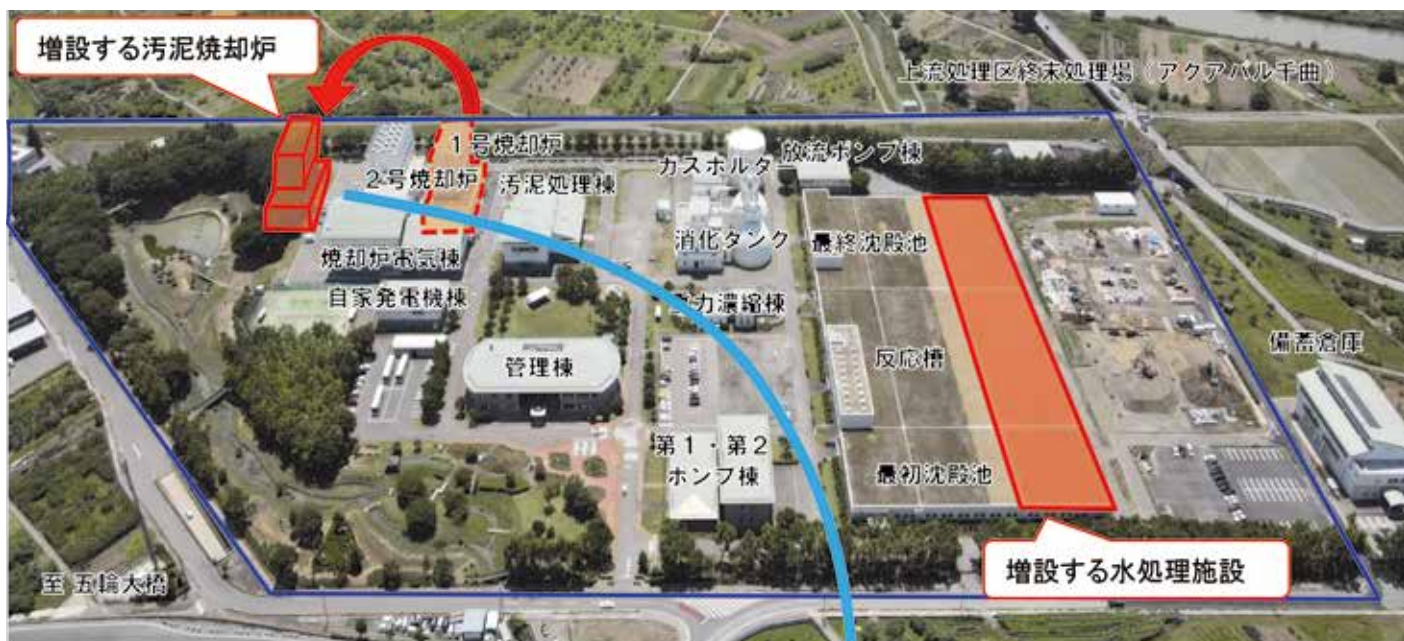 増設する汚泥焼却炉
上流処理区終末処理場（アクアパル千曲）
1号焼却炉
2号焼却炉
汚泥処理棟
ガスホルダ
放流ポンプ棟
消化タンク
最終沈殿池
焼却炉電気棟
自家発電機棟
重力濃縮棟
管理棟
反応槽
備蓄倉庫
第1・第2
ポンプ棟
最初沈殿池
至 五輪大橋
増設する水処理施設